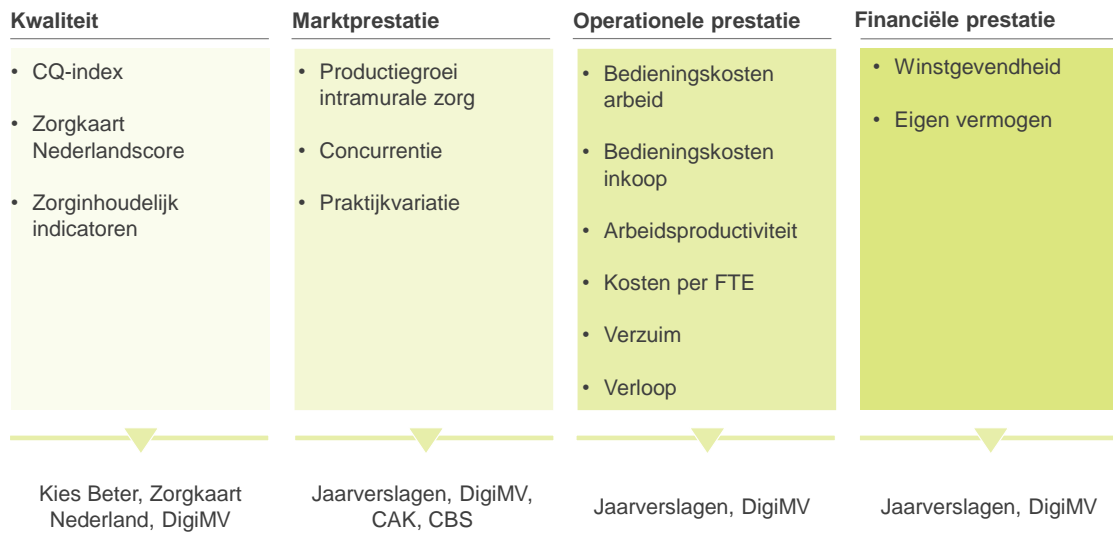 Kwaliteit
• CQ-index
• Zorgkaart
Nederlandscore
• Zorginhoudelijk
indicatoren
Kies Beter, Zorgkaart
Nederland, DigiMV
Marktprestatie
• Productiegroei
intramurale zorg
• Concurrentie
• Praktijkvariatie
Jaarverslagen, DigiMV,
CAK, CBS
Operationele prestatie
• Bedieningskosten
arbeid
• Bedieningskosten
inkoop
• Arbeidsproductiviteit
• Kosten per FTE
• Verzuim
• Verloop
Jaarverslagen, DigiMV
Financiële prestatie
• Winstgevendheid
• Eigen vermogen
Jaarverslagen, DigiMV